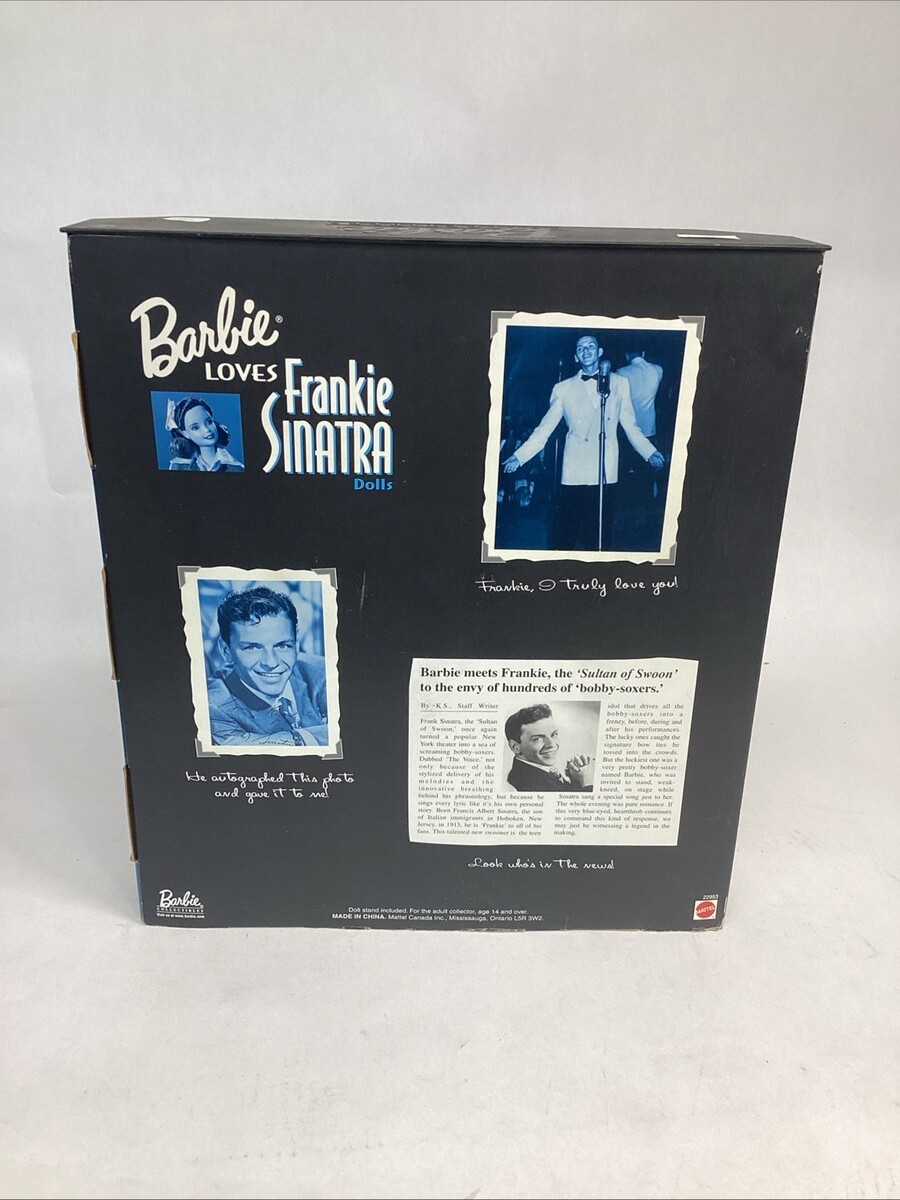 Barbie®
LOVES
Frankie
SINATRA
Dolls
Frankie, I truly love you!
He autographed this photo
and gave it to me!
Barbie meets Frankie, the 'Sultan of Swoon'
to the envy of hundreds of 'bobby-soxers.'
By K.S., Staff Writer
Frank Sinatra, the 'Sultan
of Swoon,' once again
turned a popular New
York theater into a sea of
screaming bobby-soxers.
Dubbed 'The Voice,' not
only because of the
stylized delivery of his
melodies and the
innovative breathing
behind his phraseology, but because he
sings every lyric like it's his own personal
story. Born Francis Albert Sinatra, the son
of Italian immigrants in Hoboken, New
Jersey, in 1915, he is 'Frankie' to all of his
fans. This talented new swooner is the teen
idol that drives all the
bobby-soxers into a
frenzy, before, during and
after his performances.
The lucky ones caught the
signature bow ties he
tossed into the crowds.
But the luckiest one was a
very pretty bobby-soxer
named Barbie, who was
invited to stand, weak-
kneed, on stage while
Sinatra sang a special song just to her.
The whole evening was pure romance. If
this very blue-eyed, heartthrob continues
to command this kind of response, we
may just be witnessing a legend in the
making.
Look who's in the news!
Barbie
COLLECTIBLES
Visit us at www.barbie.com
Doll stand included. For the adult collector, age 14 and over.
MADE IN CHINA. Mattel Canada Inc., Mississauga, Ontario L5R 3W2.
22953
MATTEL